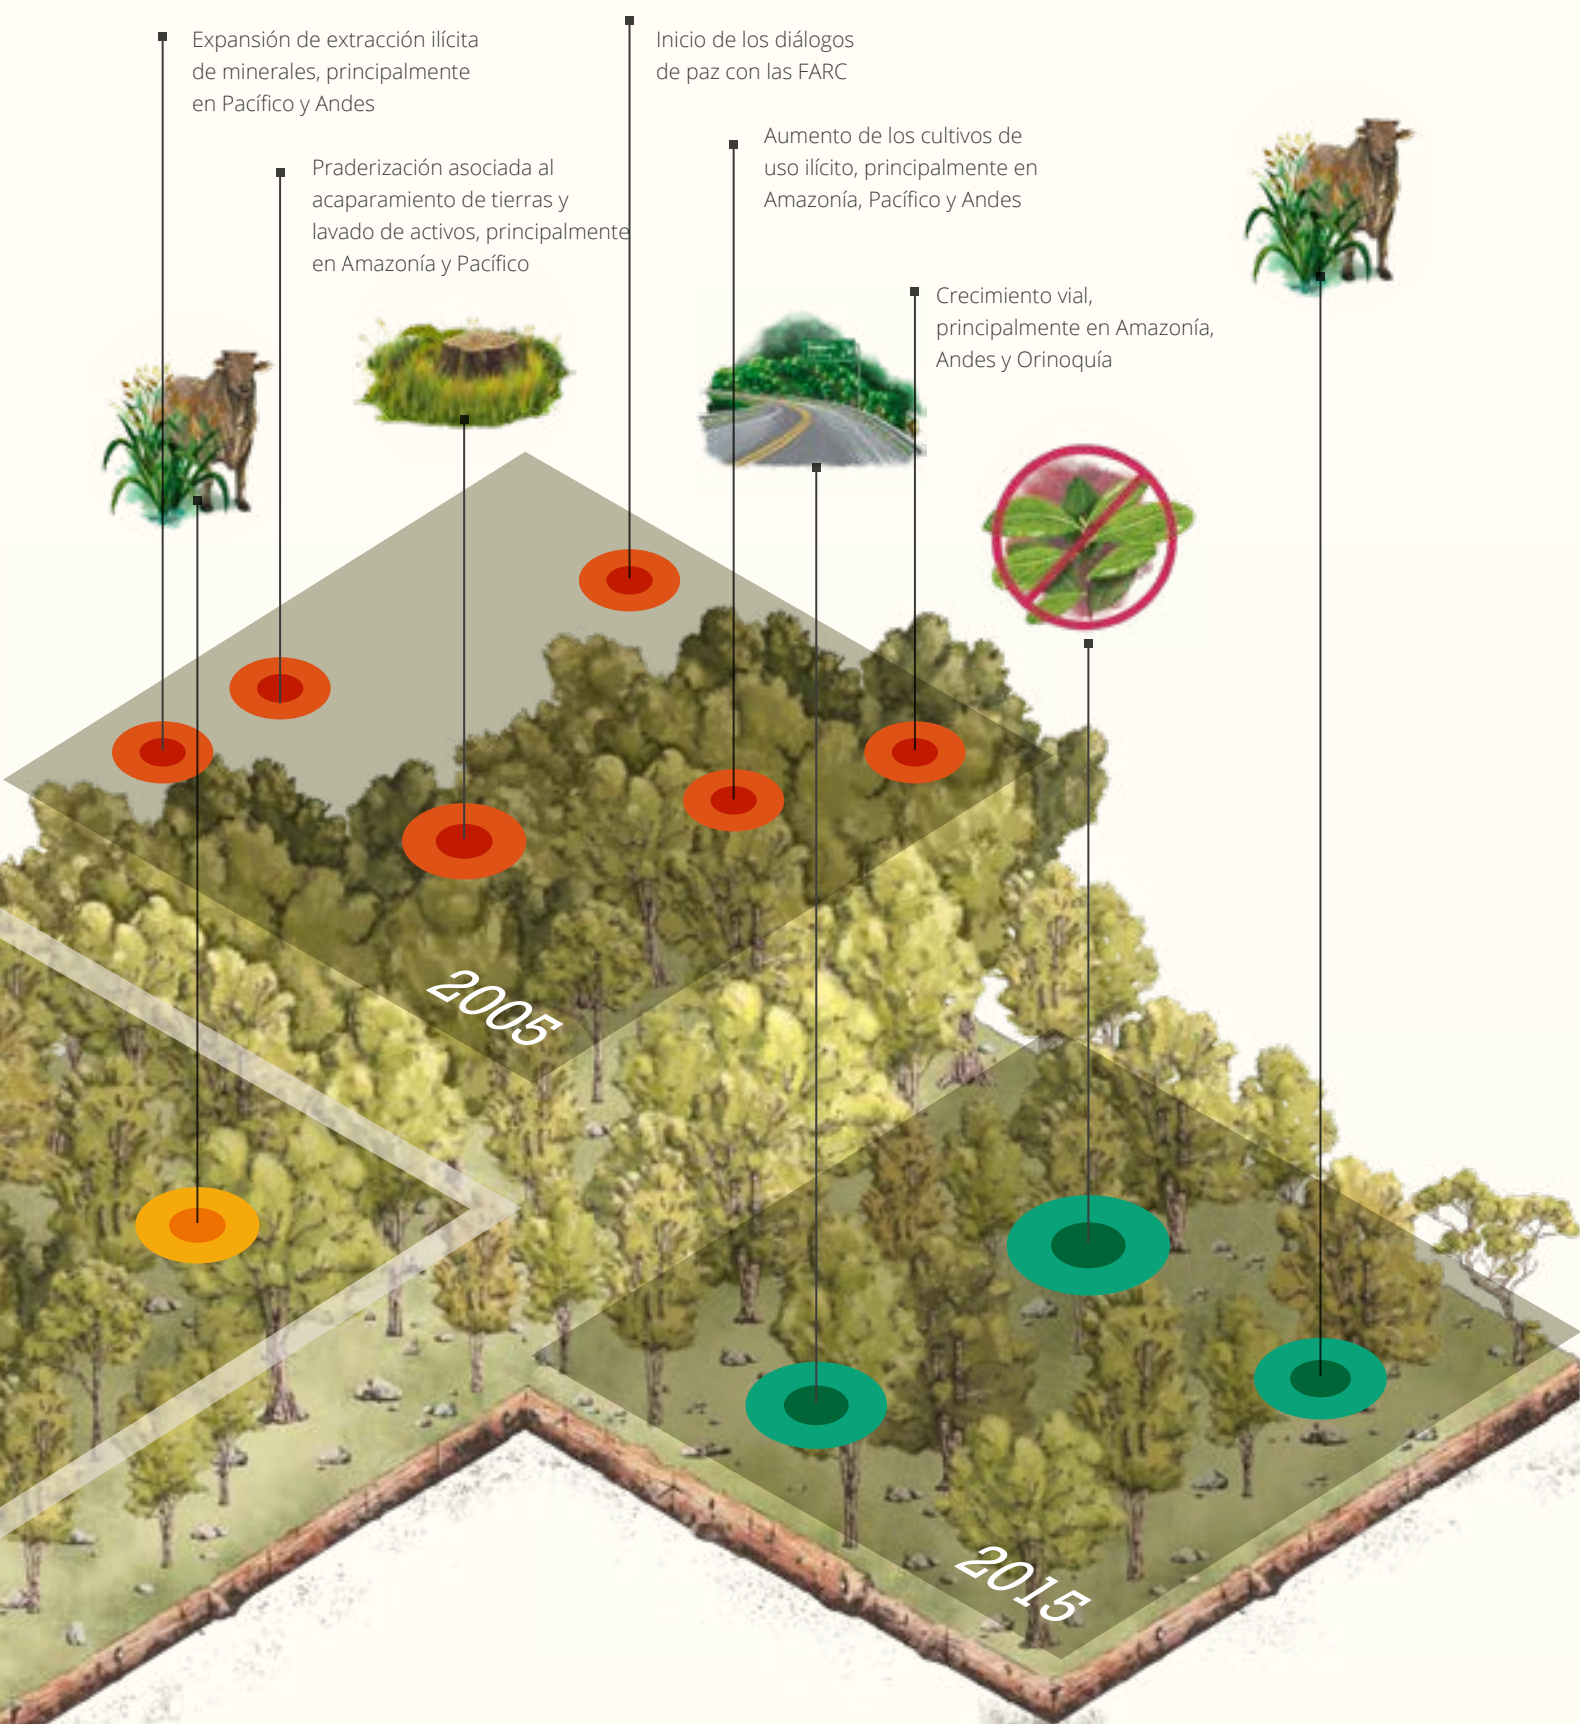 Expansión de extracción ilícita
de minerales, principalmente
en Pacífico y Andes
Praderización asociada al
acaparamiento de tierras y
lavado de activos, principalmente
en Amazonía y Pacífico
Inicio de los diálogos
de paz con las FARC
Aumento de los cultivos de
uso ilícito, principalmente en
Amazonía, Pacífico y Andes
Crecimiento vial,
principalmente en Amazonía,
Andes y Orinoquía
2005
2015